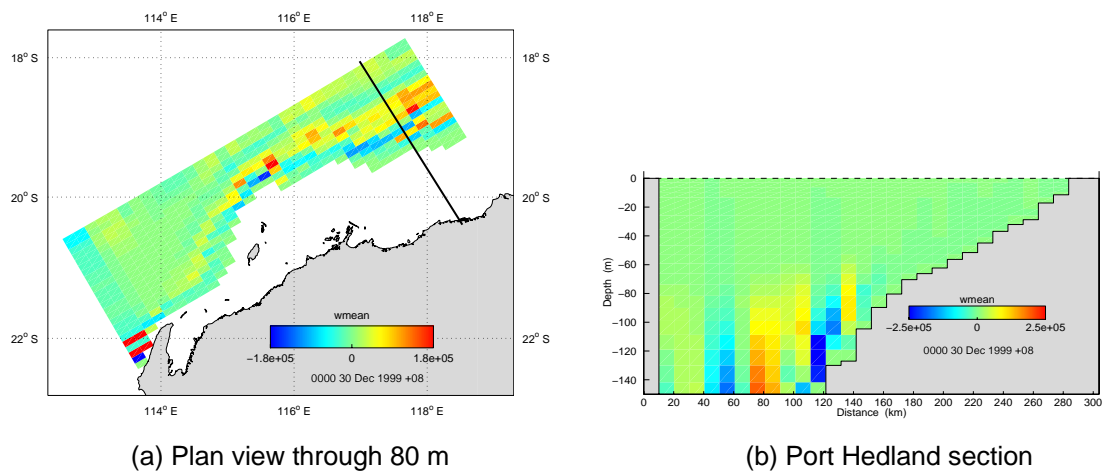 114° E 116° E 118° E
18° S 18° S
20° S 20° S
22° S 22° S
wmean
−1.8e+05 0 1.8e+05
0000 30 Dec 1999 +08
114° E 116° E 118° E
(a) Plan view through 80 m
0
−20
−40
−60
−80
−100
−120
−140
Depth (m)
wmean
−2.5e+05 0 2.5e+05
0000 30 Dec 1999 +08
0 20 40 60 80 100 120 140 160 180 200 220 240 260 280 300
Distance (km)
(b) Port Hedland section